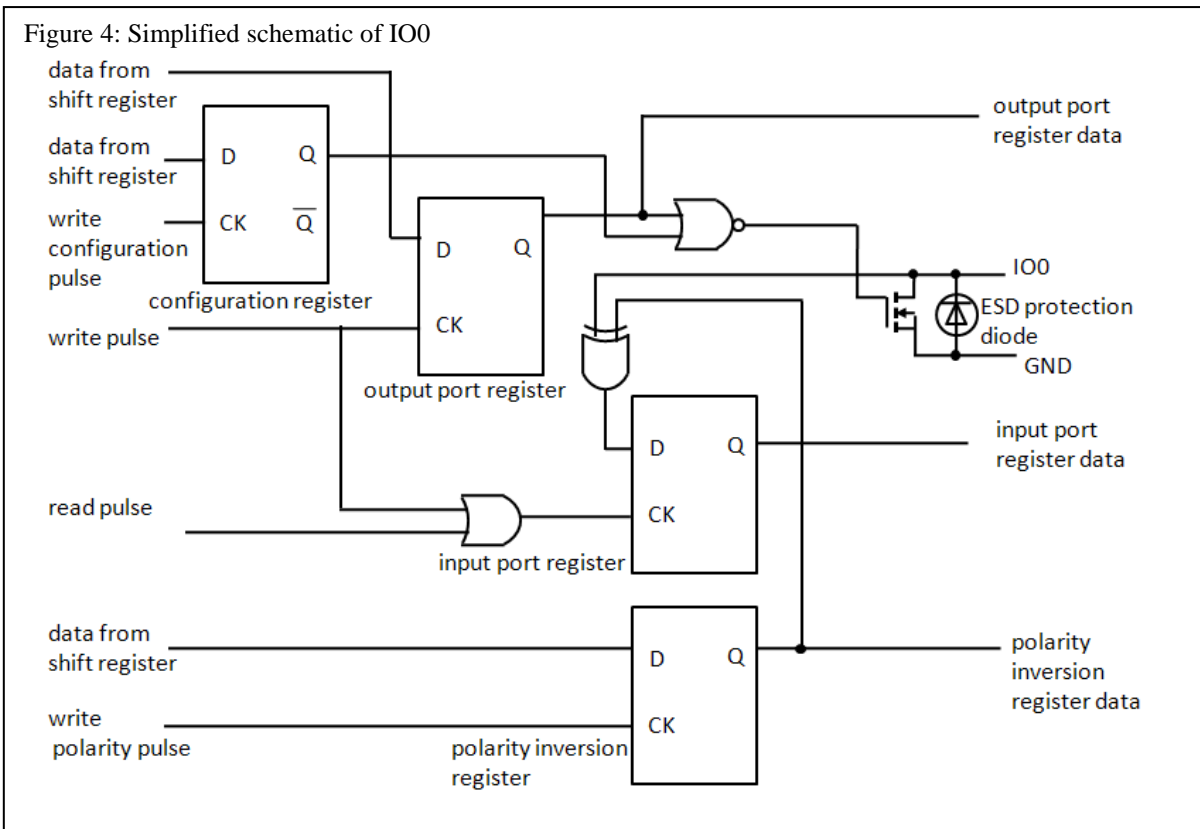 Figure 4: Simplified schematic of IO0
data from
shift register
data from
shift register
write
configuration
pulse
D
Q
CK
Q
configuration register
write pulse
D
Q
CK
output port register
output port
register data
IO0
ESD protection
diode
GND
D
Q
CK
input port register
input port
register data
read pulse
data from
shift register
write
polarity pulse
D
Q
CK
polarity inversion
register
polarity
inversion
register data